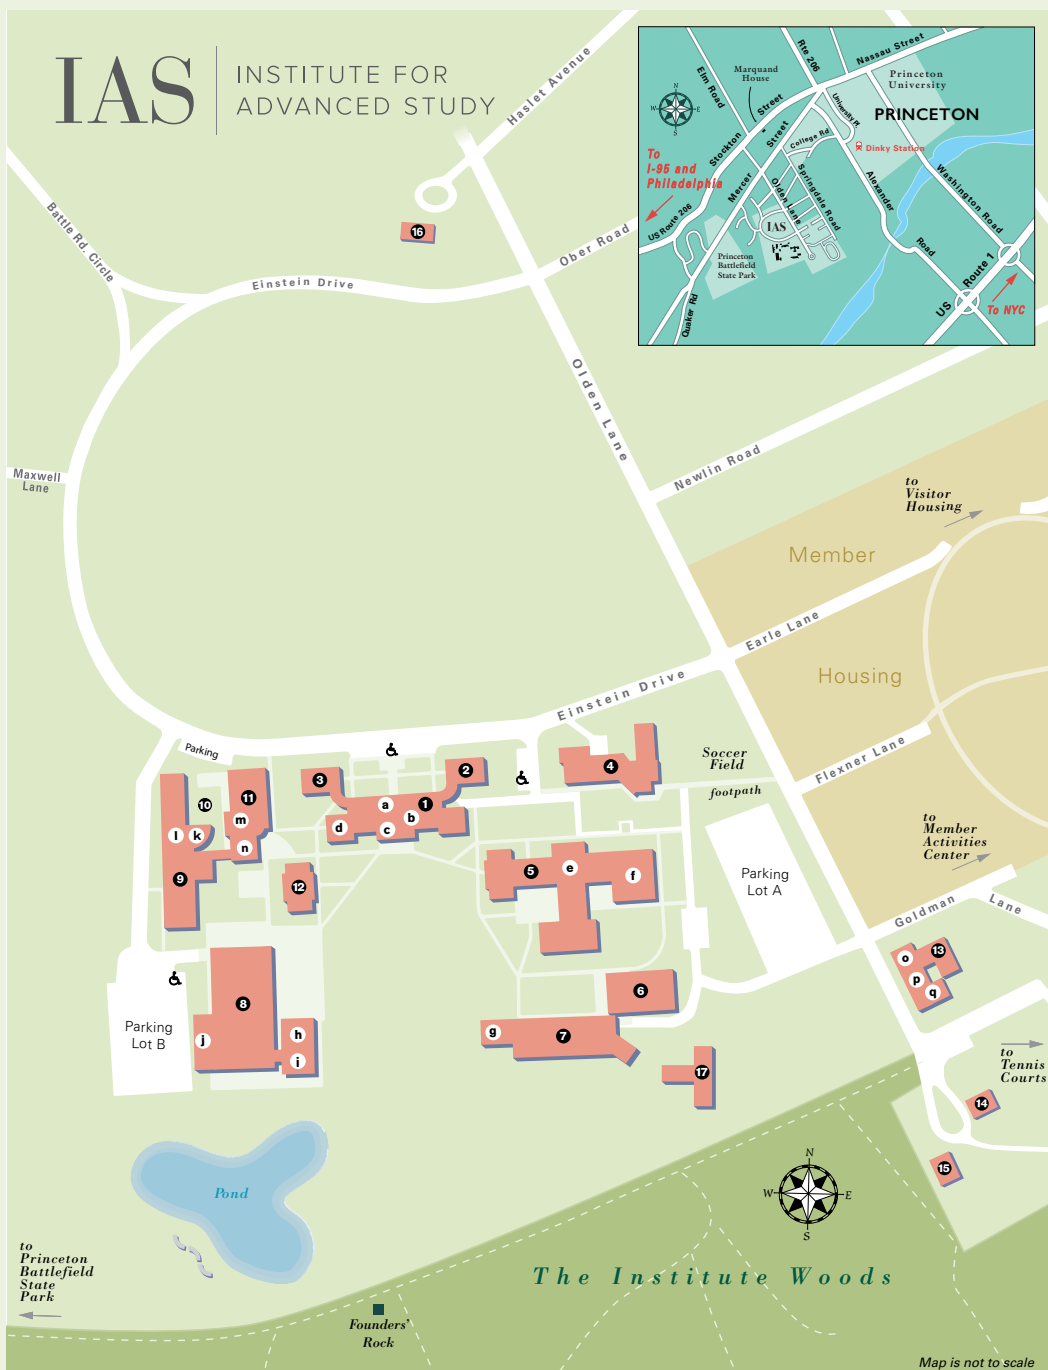 IAS
INSTITUTE FOR
ADVANCED STUDY
Haslet Avenue
Battle Rd. Circle
16
Ober Road
Einstein Drive
Olden Lane
Maxwell
Lane
Newlin Road
Elm Road
Marquand
House
Rte 206
Nassau Street
Princeton
University
PRINCETON
N
W
E
S
Stockton
Street
Street
Mercer
University Pl.
College Rd
Dinky Station
To
I-95 and
Philadelphia
US Route 206
Olden Lane
Springdale Road
Alexander
Road
Washington Road
IAS
Princeton
Battlefield
State Park
Quaker Rd
US
Route 1
To NYC
to
Visitor
Housing
Member
Earle Lane
Housing
Einstein Drive
Flexner Lane
Parking
Soccer
Field
footpath
to
Member
Activities
Center
Goldman
Lane
Parking
Lot A
3
2
4
1
a
b
c
d
10
11
m
l
k
n
9
12
5
e
f
8
j
h
i
6
g
7
17
o
13
p
q
14
15
Parking
Lot B
to
Tennis
Courts
Pond
N
W
E
S
to
Princeton
Battlefield
State
Park
The Institute Woods
Founders'
Rock
Map is not to scale